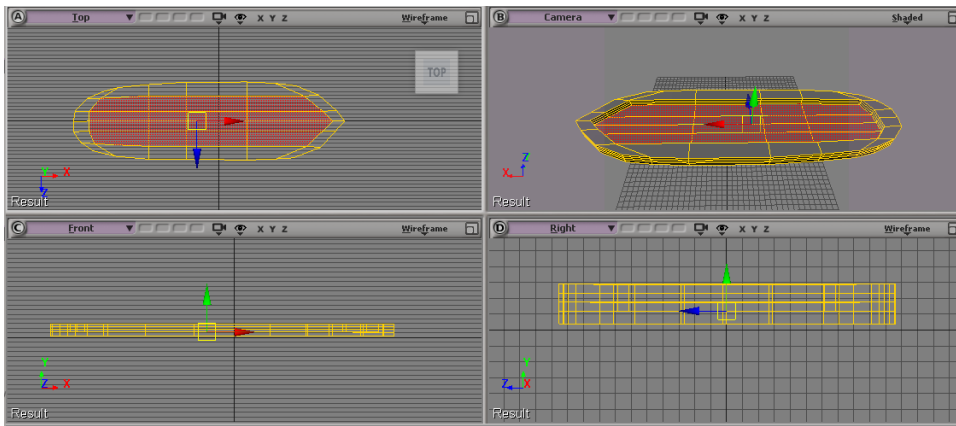 A Top X Y Z Wireframe
TOP
Y X
Z
Result
B Camera X Y Z Shaded
Z
X Y
Result
C Front X Y Z Wireframe
Y
Z X
Result
D Right X Y Z Wireframe
Y
Z X
Result